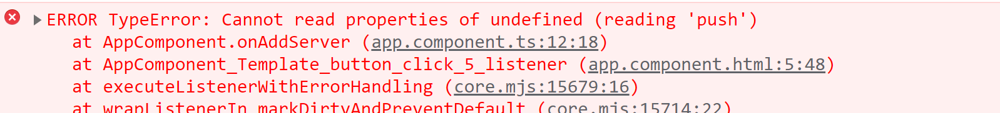 ERROR TypeError: Cannot read properties of undefined (reading 'push')
at AppComponent.onAddServer (app.component.ts:12:18)
at AppComponent_Template_button_click_5_listener (app.component.html:5:48)
at executeListenerWithErrorHandling (core.mjs:15679:16)
at wrapListenerIn_markDirtyAndPreventDefault (core.mjs:15714:22)